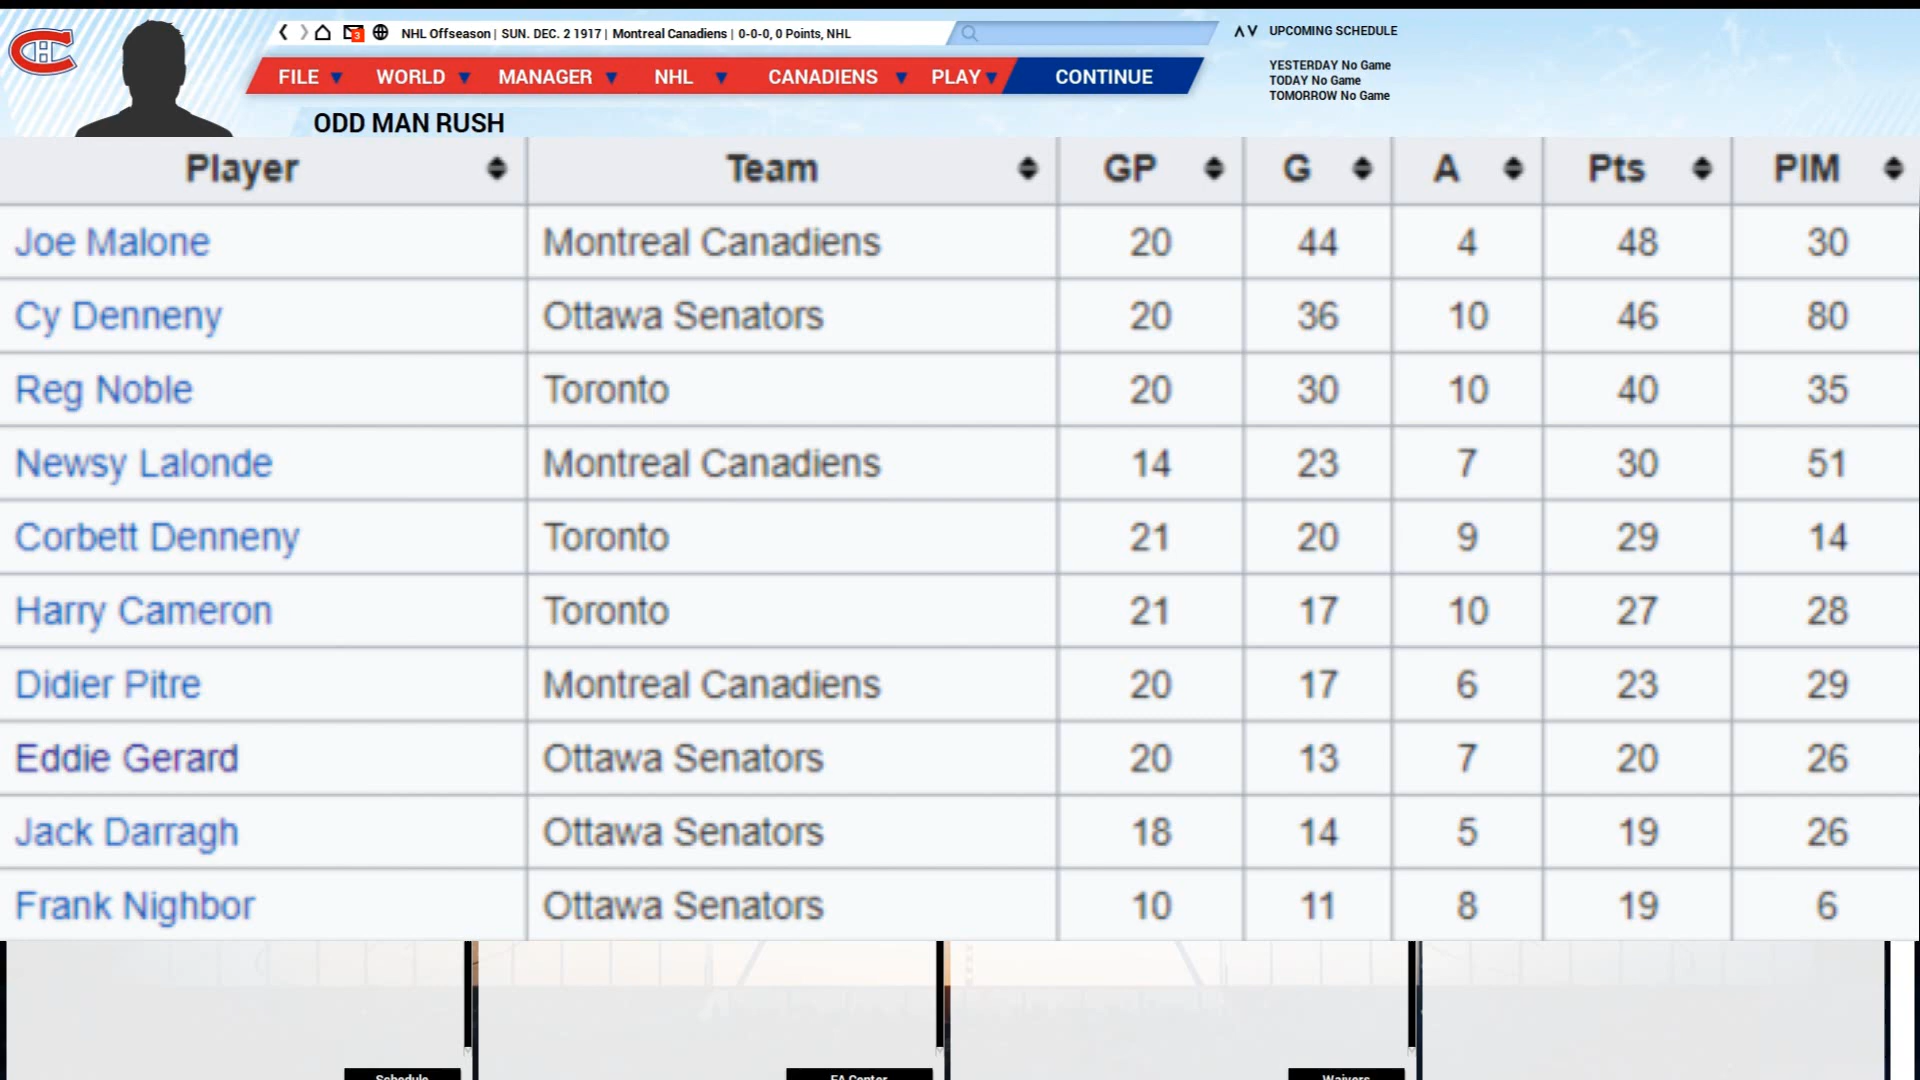 3
NHL Offseason | SUN. DEC. 2 1917 | Montreal Canadiens | 0-0-0, 0 Points, NHL
UPCOMING SCHEDULE
YESTERDAY No Game
TODAY No Game
TOMORROW No Game
FILE WORLD MANAGER NHL CANADIENS PLAY CONTINUE
ODD MAN RUSH
Player Team GP G A Pts PIM
Joe Malone Montreal Canadiens 20 44 4 48 30
Cy Denneny Ottawa Senators 20 36 10 46 80
Reg Noble Toronto 20 30 10 40 35
Newsy Lalonde Montreal Canadiens 14 23 7 30 51
Corbett Denneny Toronto 21 20 9 29 14
Harry Cameron Toronto 21 17 10 27 28
Didier Pitre Montreal Canadiens 20 17 6 23 29
Eddie Gerard Ottawa Senators 20 13 7 20 26
Jack Darragh Ottawa Senators 18 14 5 19 26
Frank Nighbor Ottawa Senators 10 11 8 19 6
Schedule FA Center Waivers